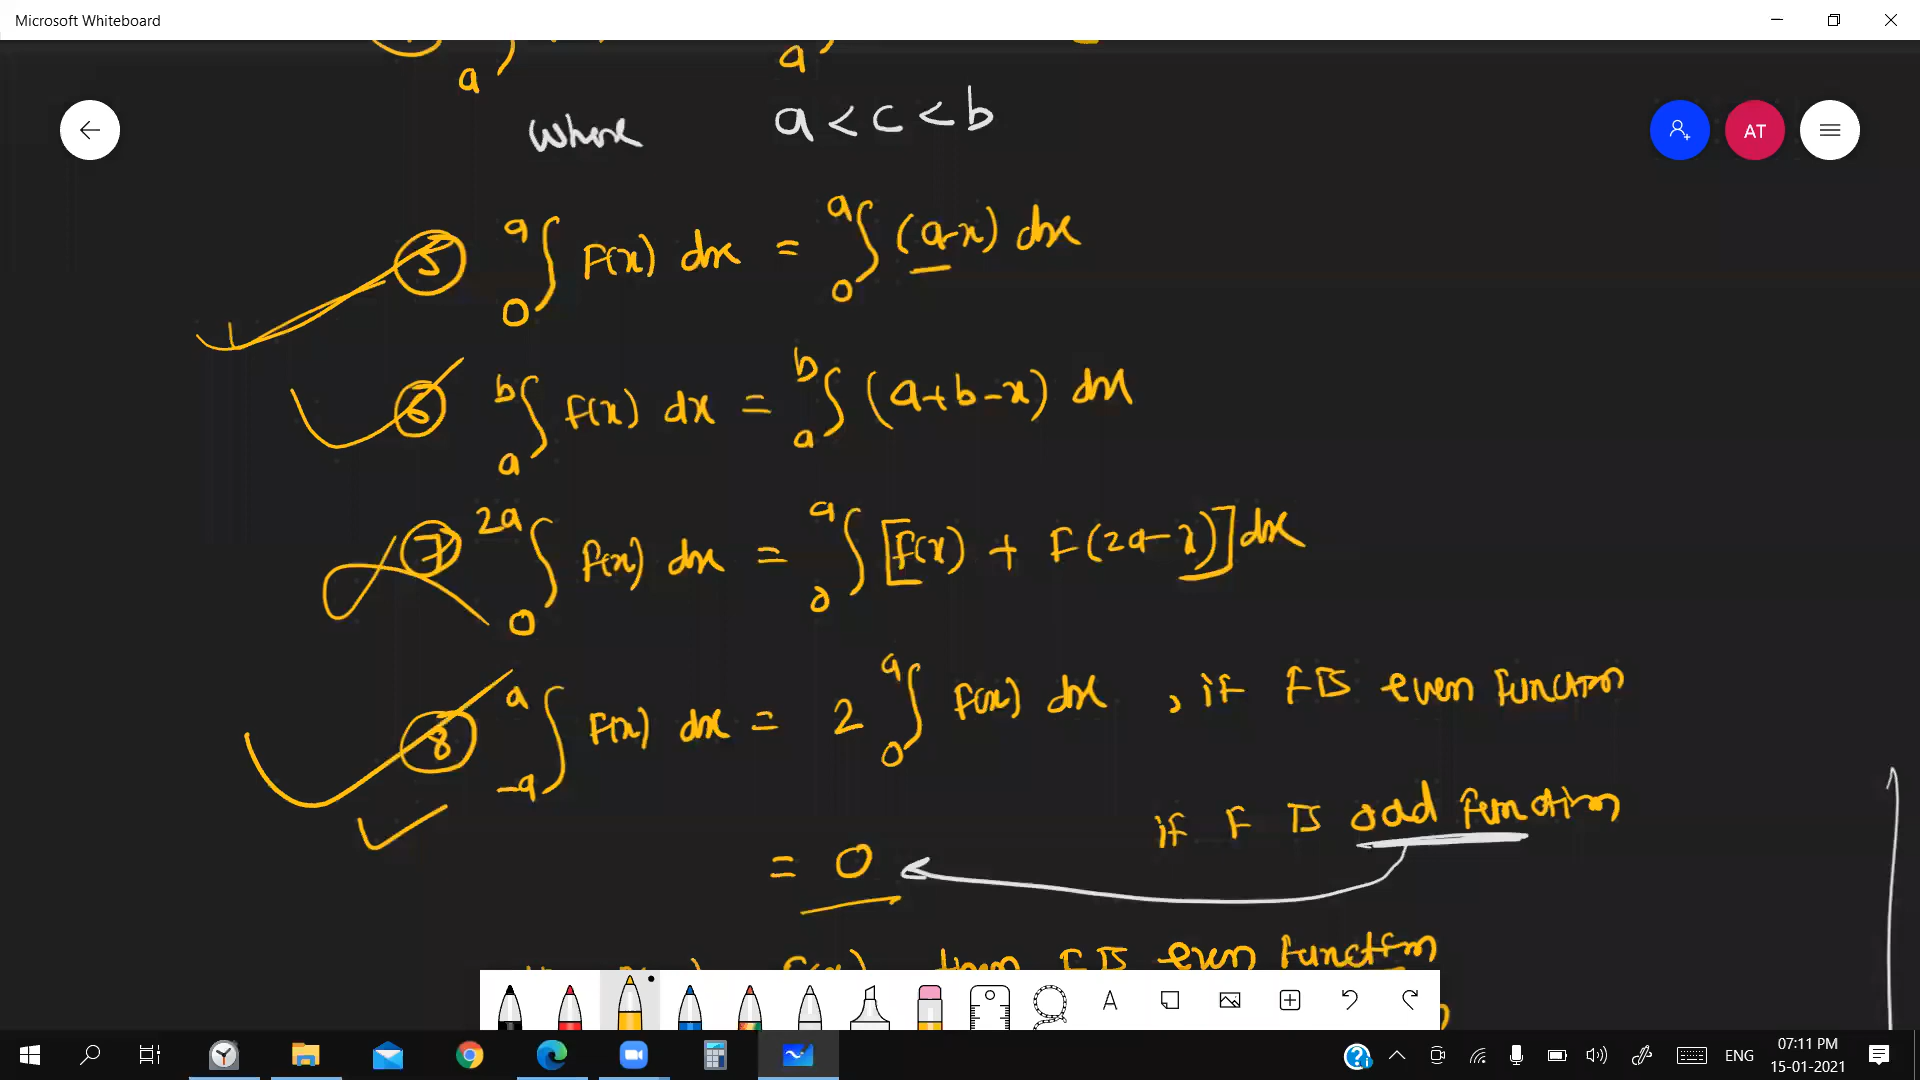 Microsoft Whiteboard
a a
where a < c < b
AT
5 a ∫ 0 F(x) dx = a ∫ 0 (a-x) dx
6 b ∫ a f(x) dx = b ∫ a (a+b-x) dx
7 2a ∫ 0 f(x) dx = a ∫ 0 [f(x) + F(2a-x)] dx
8 a ∫ -a F(x) dx = 2 a ∫ 0 f(x) dx , if F is even function
if F is odd function
= 0
then F is even function
A
ENG
07:11 PM
15-01-2021